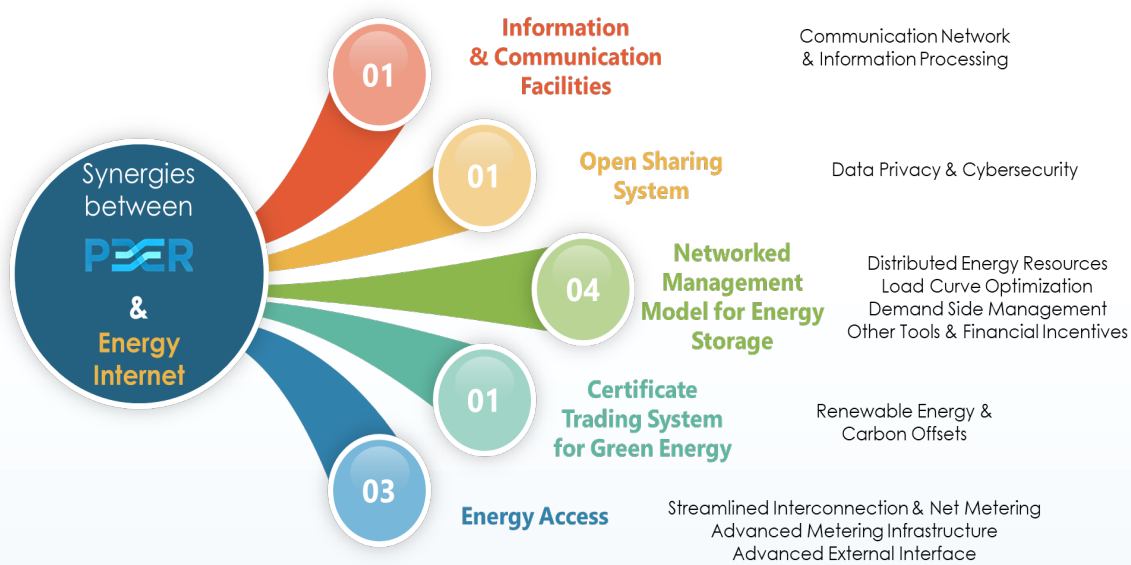 Synergies
between
PEER
&
Energy
Internet
01
Information
& Communication
Facilities
Communication Network
& Information Processing
01
Open Sharing
System
Data Privacy & Cybersecurity
04
Networked
Management
Model for Energy
Storage
Distributed Energy Resources
Load Curve Optimization
Demand Side Management
Other Tools & Financial Incentives
01
Certificate
Trading System
for Green Energy
Renewable Energy &
Carbon Offsets
03
Energy Access
Streamlined Interconnection & Net Metering
Advanced Metering Infrastructure
Advanced External Interface